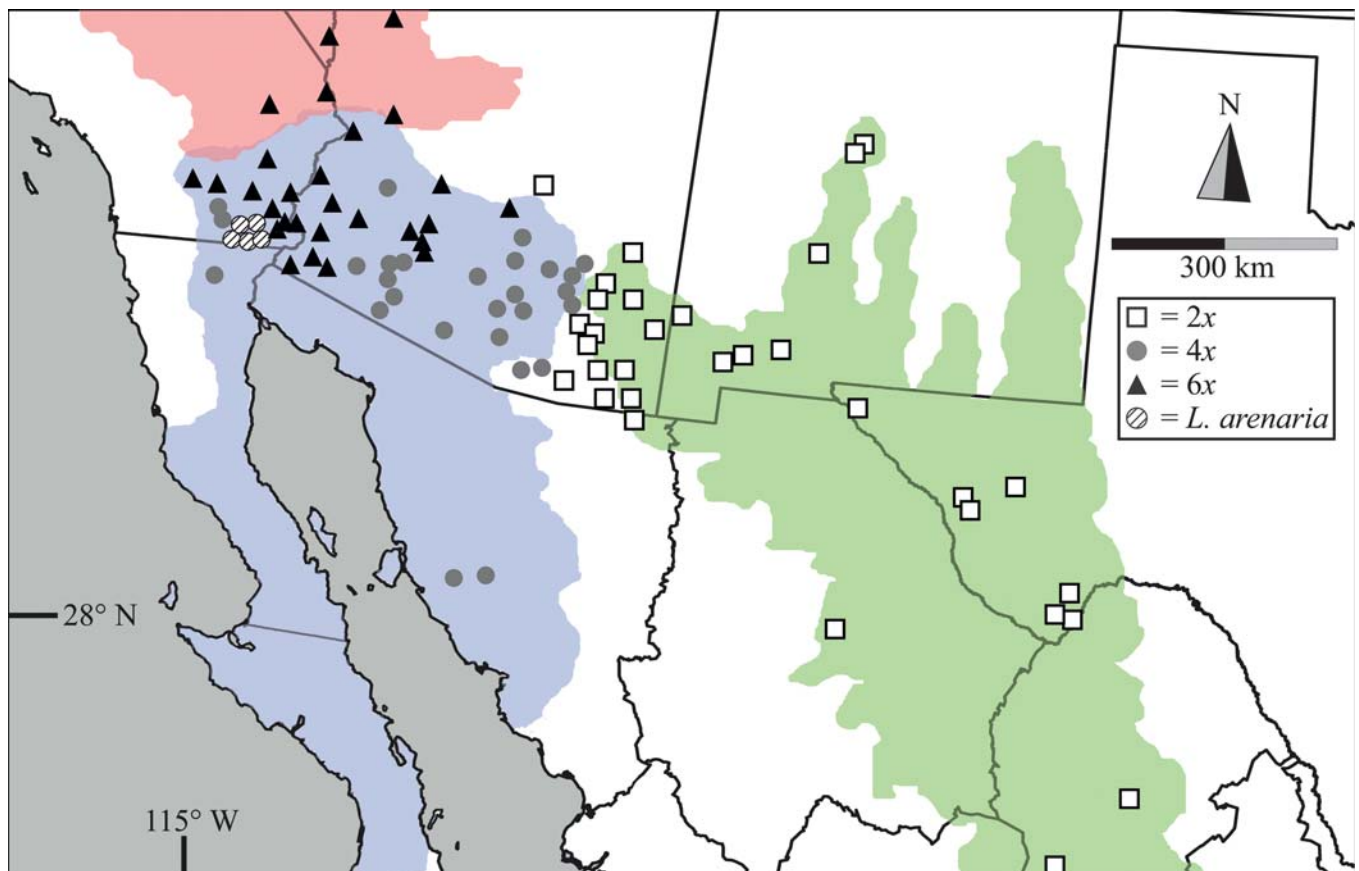 N
300 km
= 2x
= 4x
= 6x
= L. arenaria
28° N
115° W